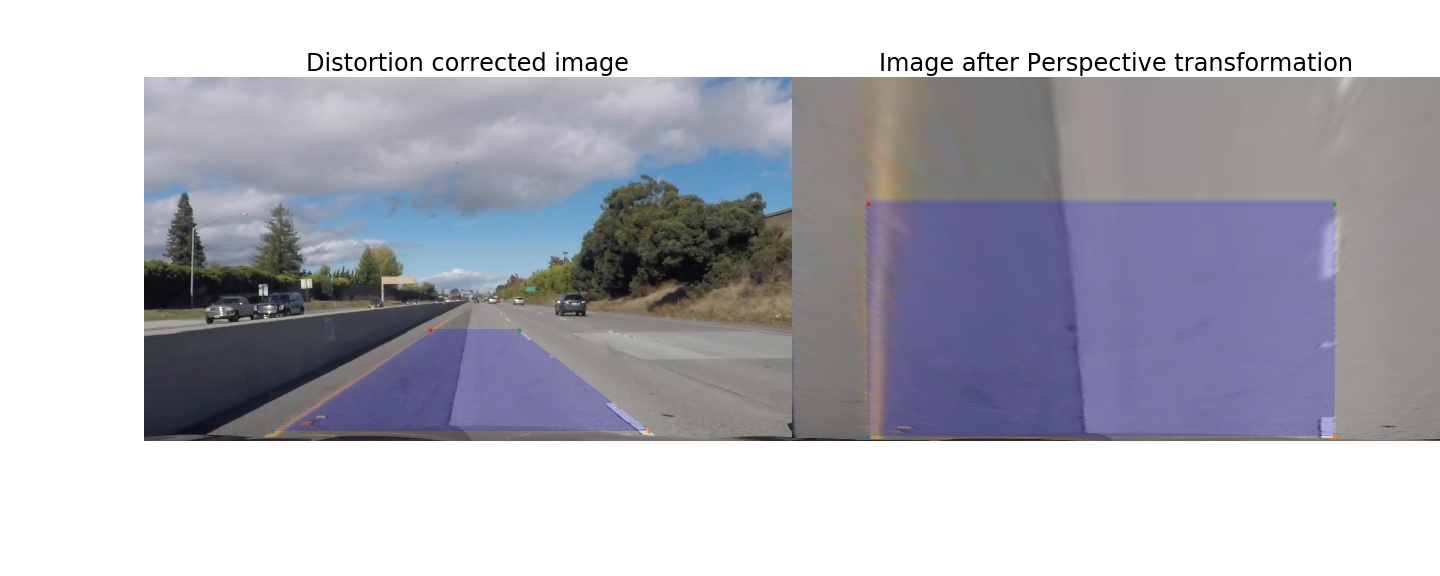 Distortion corrected image
Image after Perspective transformation